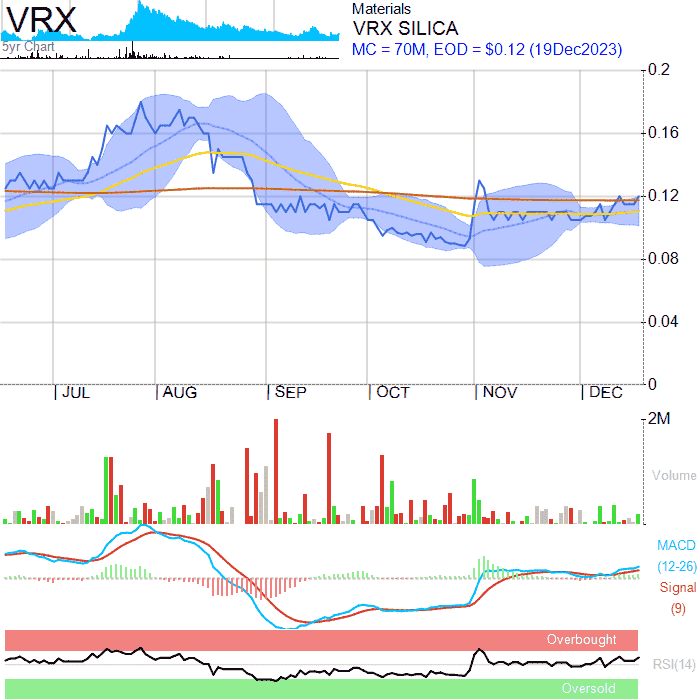 VRX
5yr Chart
Materials
VRX SILICA
MC = 70M, EOD = $0.12 (19Dec2023)
0.2
0.16
0.12
0.08
0.04
0
JUL AUG SEP OCT NOV DEC
2M
Volume
MACD
(12-26)
Signal
(9)
Overbought
RSI(14)
Oversold